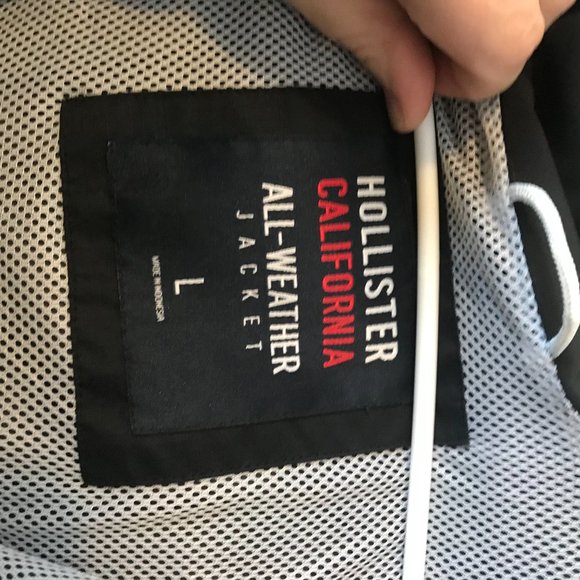 HOLLISTER
CALIFORNIA
ALL-WEATHER
JACKET
L
MADE IN INDONESIA